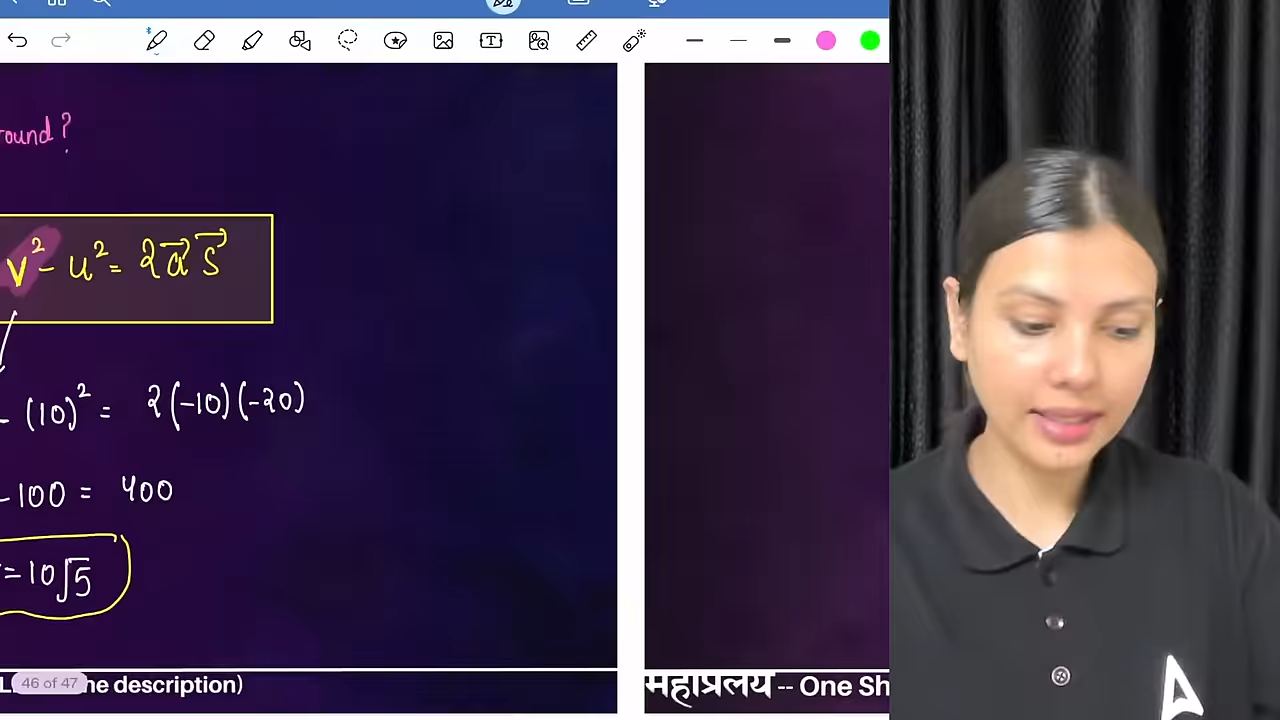 round?
v² - u² = 2a⃗ s⃗
- (10)² = 2(-10)(-20)
- 100 = 400
= 10√5
46 of 47
he description)
महाप्रलय -- One Sh